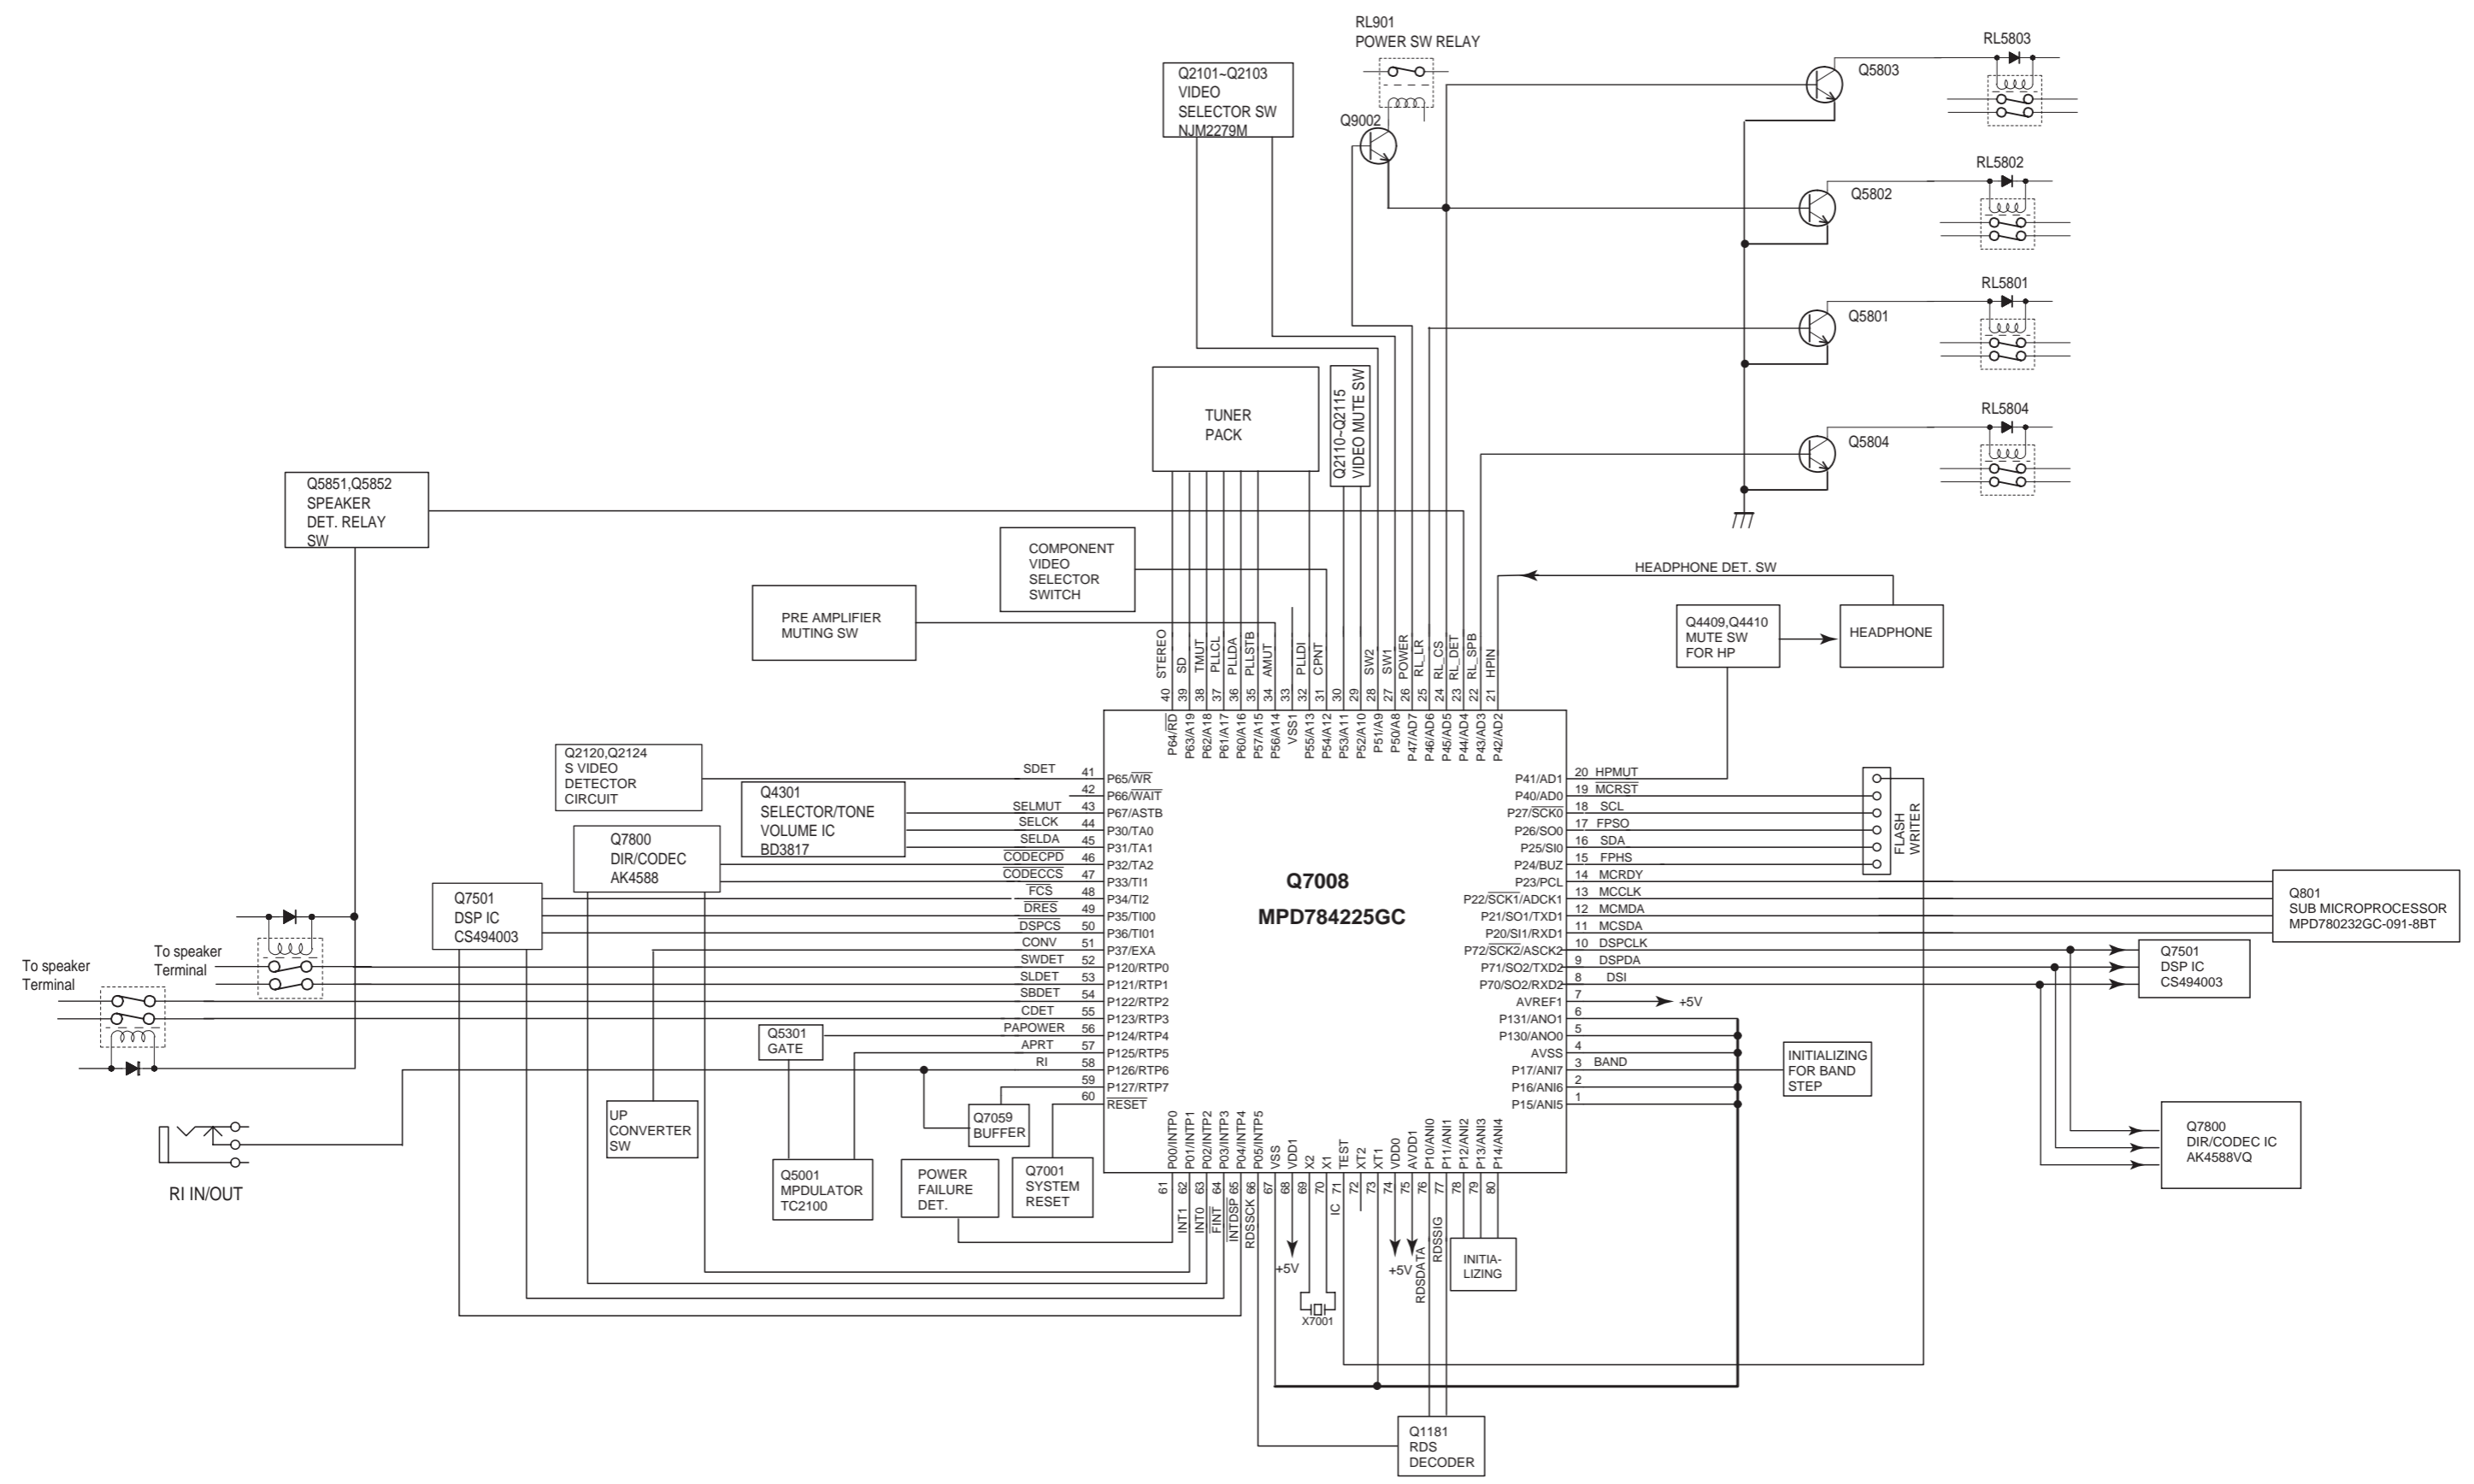 RL901
POWER SW RELAY
RL5803
Q5803
Q2101~Q2103
VIDEO
SELECTOR SW
NJM2279M
Q9002
RL5802
Q5802
RL5801
Q5801
RL5804
Q5804
TUNER
PACK
Q2110~Q2115
VIDEO MUTE SW
Q5851,Q5852
SPEAKER
DET. RELAY
SW
COMPONENT
VIDEO
SELECTOR
SWITCH
PRE AMPLIFIER
MUTING SW
HEADPHONE DET. SW
Q4409,Q4410
MUTE SW
FOR HP
HEADPHONE
STEREO
SD
TMUT
PLLCL
PLLDA
PLLSTB
AMUT
PLLDI
CPNT
SW2
SW1
POWER
RL_LR
RL_CS
RL_DET
RL_SPB
HPIN
40
39
38
37
36
35
34
33
32
31
30
29
28
27
26
25
24
23
22
21
P64/RD
P63/A19
P62/A18
P61/A17
P60/A16
P57/A15
P56/A14
VSS1
P55/A13
P54/A12
P53/A11
P52/A10
P51/A9
P50/A8
P47/AD7
P46/AD6
P45/AD5
P44/AD4
P43/AD3
P42/AD2
Q2120,Q2124
S VIDEO
DETECTOR
CIRCUIT
Q4301
SELECTOR/TONE
VOLUME IC
BD3817
Q7800
DIR/CODEC
AK4588
Q7501
DSP IC
CS494003
To speaker
Terminal
To speaker
Terminal
SDET 41 P65/WR
42 P66/WAIT
SELMUT 43 P67/ASTB
SELCK 44 P30/TA0
SELDA 45 P31/TA1
CODECPD 46 P32/TA2
CODECCS 47 P33/TI1
FCS 48 P34/TI2
DRES 49 P35/TI00
DSPCS 50 P36/TI01
CONV 51 P37/EXA
SWDET 52 P120/RTP0
SLDET 53 P121/RTP1
SBDET 54 P122/RTP2
CDET 55 P123/RTP3
PAPOWER 56 P124/RTP4
APRT 57 P125/RTP5
RI 58 P126/RTP6
59 P127/RTP7
60 RESET
Q7008
MPD784225GC
P41/AD1 20 HPMUT
P40/AD0 19 MCRST
P27/SCK0 18 SCL
P26/SO0 17 FPSO
P25/SI0 16 SDA
P24/BUZ 15 FPHS
P23/PCL 14 MCRDY
P22/SCK1/ADCK1 13 MCCLK
P21/SO1/TXD1 12 MCMDA
P20/SI1/RXD1 11 MCSDA
P72/SCK2/ASCK2 10 DSPCLK
P71/SO2/TXD2 9 DSPDA
P70/SO2/RXD2 8 DSI
AVREF1 7 +5V
P131/ANO1 6
P130/ANO0 5
AVSS 4
P17/ANI7 3 BAND
P16/ANI6 2
P15/ANI5 1
FLASH
WRITER
Q801
SUB MICROPROCESSOR
MPD780232GC-091-8BT
Q7501
DSP IC
CS494003
INITIALIZING
FOR BAND
STEP
Q7800
DIR/CODEC IC
AK4588VQ
Q5301
GATE
UP
CONVERTER
SW
Q7059
BUFFER
Q5001
MPDULATOR
TC2100
POWER
FAILURE
DET.
Q7001
SYSTEM
RESET
RI IN/OUT
P00/INTP0
P01/INTP1
P02/INTP2
P03/INTP3
P04/INTP4
P05/INTP5
VSS
VDD1
X2
X1
TEST
XT2
XT1
VDD0
AVDD1
P10/ANI0
P11/ANI1
P12/ANI2
P13/ANI3
P14/ANI4
61
62
63
64
65
66
67
68
69
70
71
72
73
74
75
76
77
78
79
80
INT1
INT0
FINT
INTDSP
RDSSCK
IC
RDSDATA
RDSSIG
+5V
+5V
X7001
INITIA-
LIZING
Q1181
RDS
DECODER